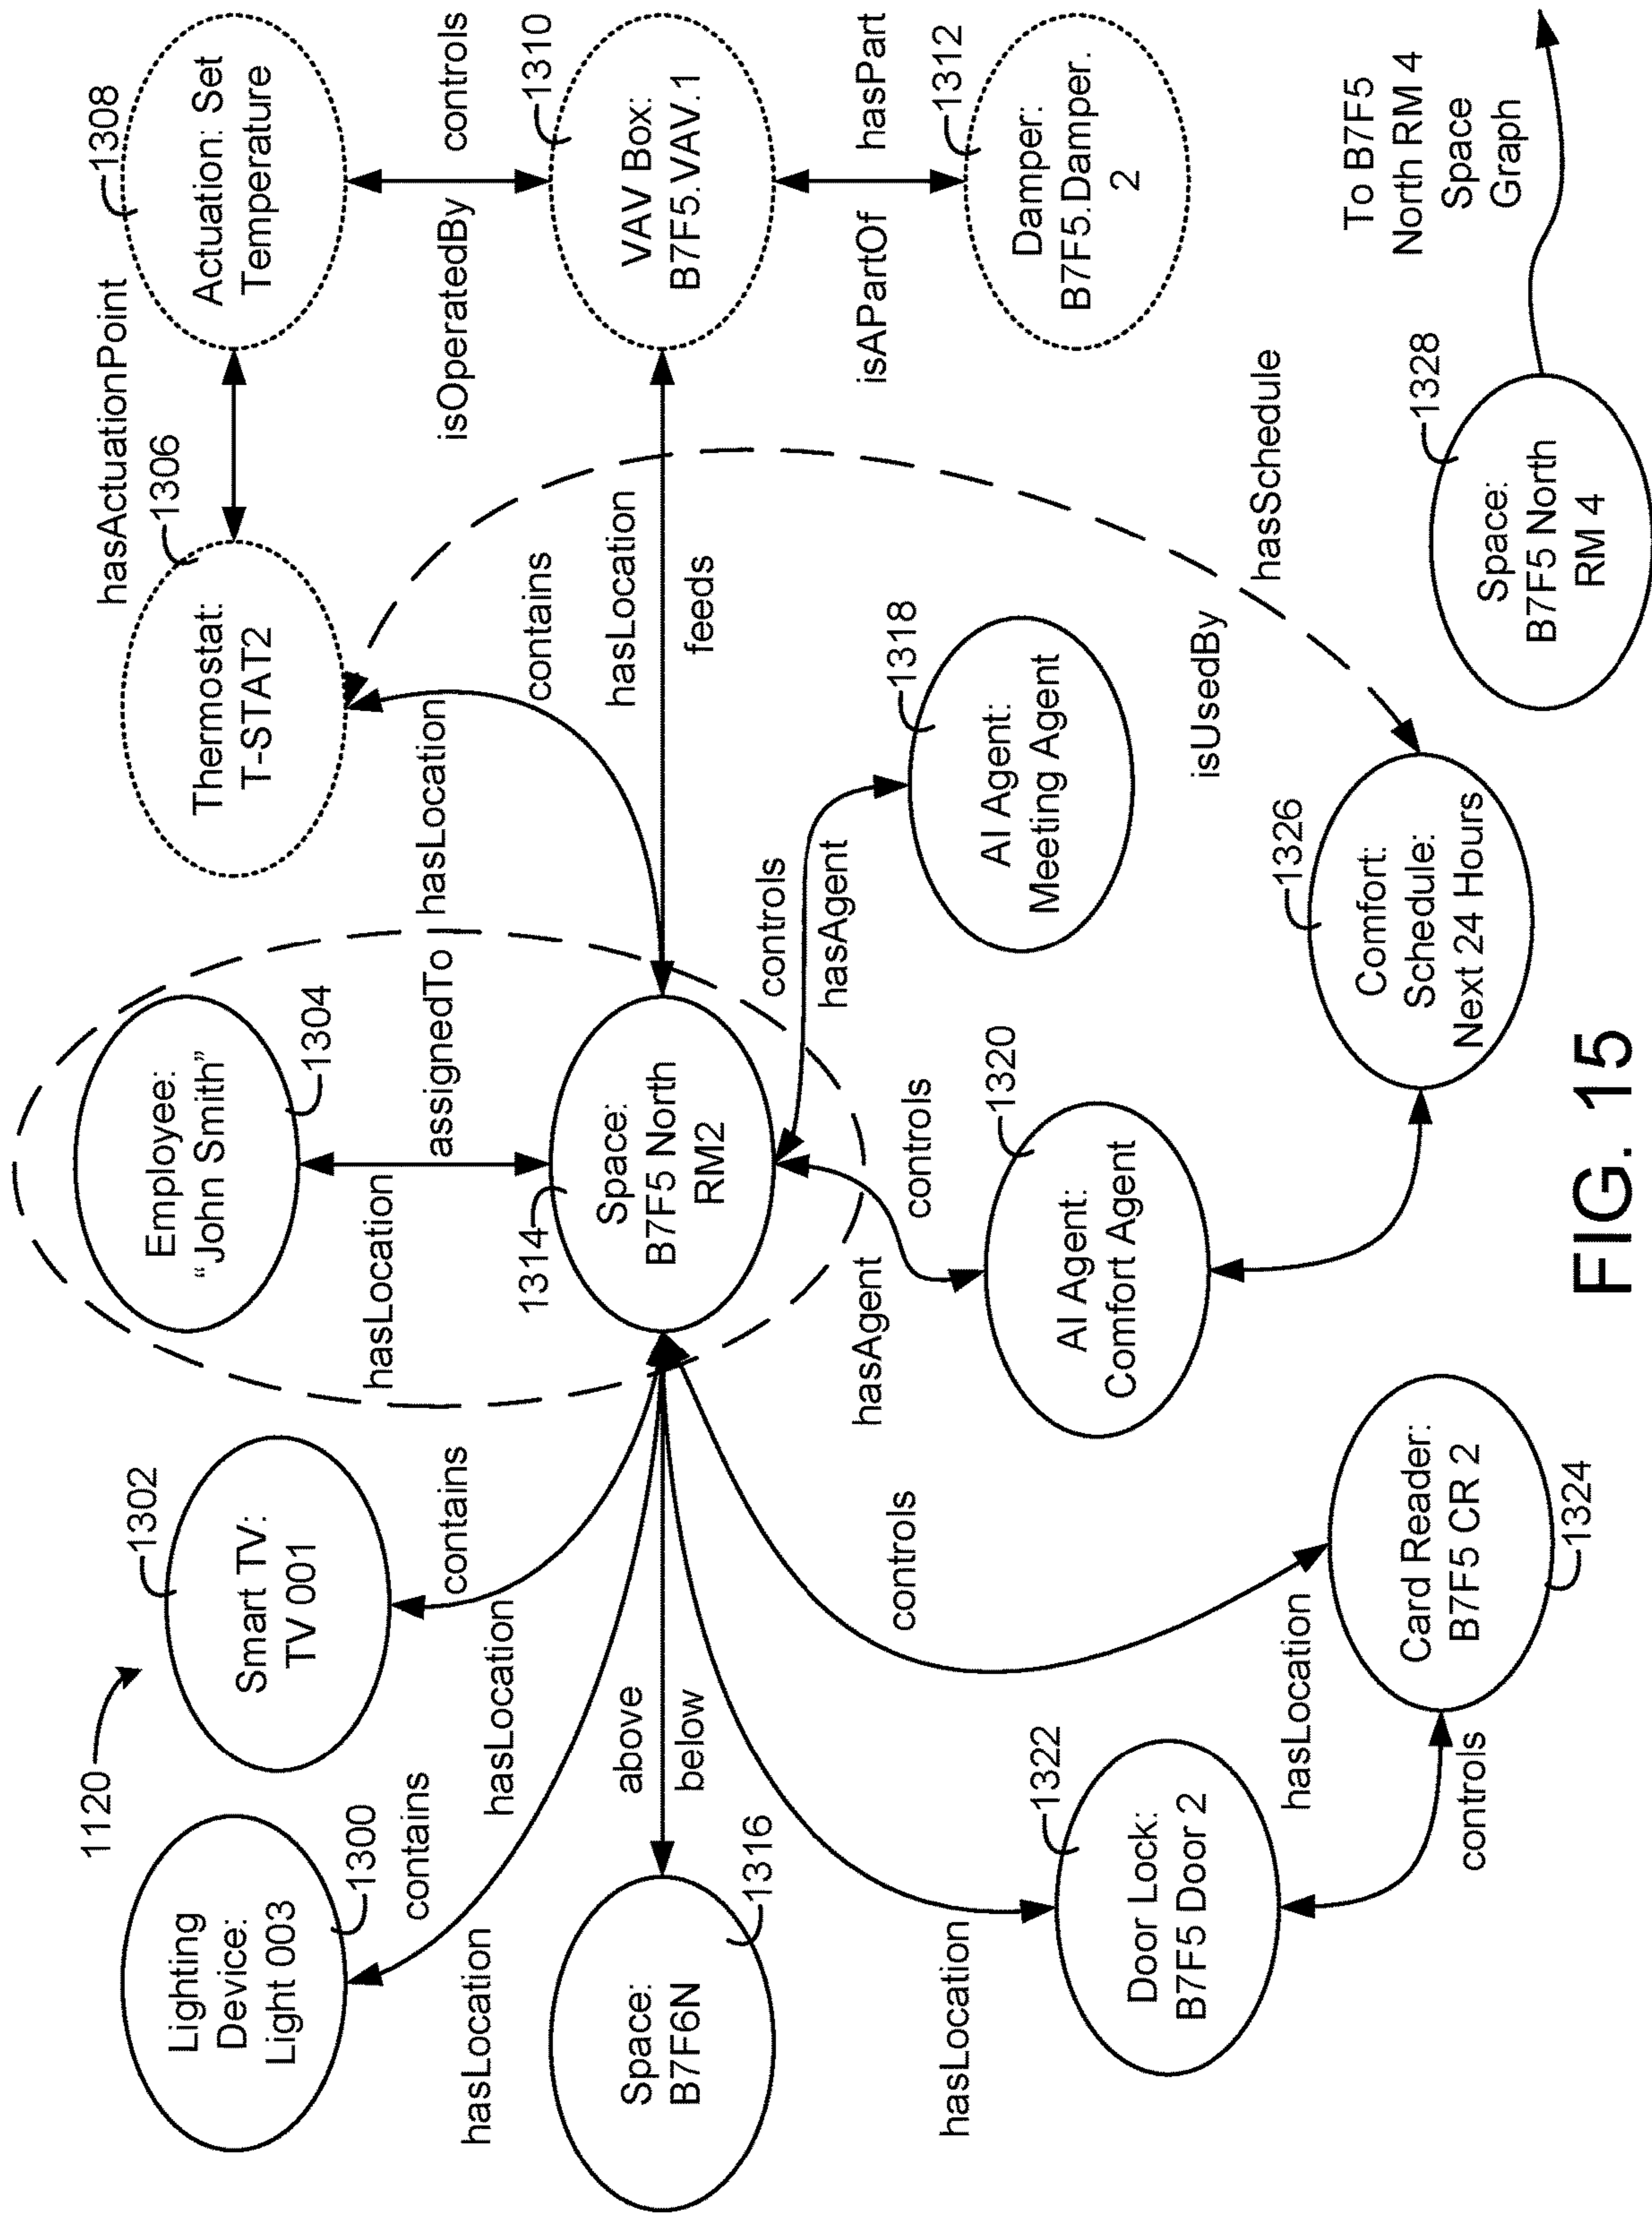 1120
1300
Lighting
Device:
Light 003
1302
Smart TV:
TV 001
Employee:
“John Smith”
1304
1306
Thermostat:
T-STAT2
hasActuationPoint
1308
Actuation: Set
Temperature
hasLocation
contains
hasLocation
contains
hasLocation
assignedTo
hasLocation
contains
isOperatedBy
controls
Space:
B7F6N
1316
above
below
1314
Space:
B7F5 North
RM2
hasLocation
feeds
1310
VAV Box:
B7F5.VAV.1
isAPartOf
hasPart
hasLocation
controls
hasAgent
controls
controls
hasAgent
1312
Damper:
B7F5.Damper.
2
1322
Door Lock:
B7F5 Door 2
1320
AI Agent:
Comfort Agent
1318
AI Agent:
Meeting Agent
hasLocation
isUsedBy
hasSchedule
controls
Card Reader:
B7F5 CR 2
1324
1326
Comfort:
Schedule:
Next 24 Hours
1328
Space:
B7F5 North
RM 4
To B7F5
North RM 4
Space
Graph
FIG. 15